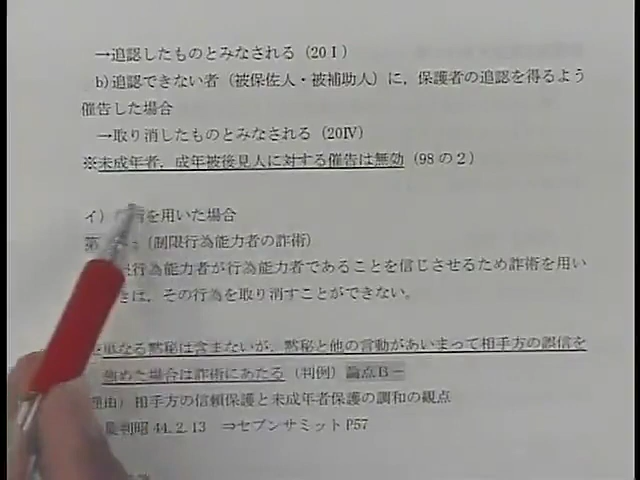 →追認したものとみなされる（20Ⅰ）
b)追認できない者（被保佐人・被補助人）に，保護者の追認を得るよう
催告した場合
→取り消したものとみなされる（20Ⅳ）
※未成年者，成年被後見人に対する催告は無効（98の2）
イ）　を用いた場合
第　（制限行為能力者の詐術）
限行為能力者が行為能力者であることを信じさせるため詐術を用い
きは，その行為を取り消すことができない。
単なる黙秘は含まないが，黙秘と他の言動があいまって相手方の誤信を
強めた場合は詐術にあたる（判例）論点B－
理由）相手方の信頼保護と未成年者保護の調和の観点
最判昭44.2.13　⇒セブンサミットP57